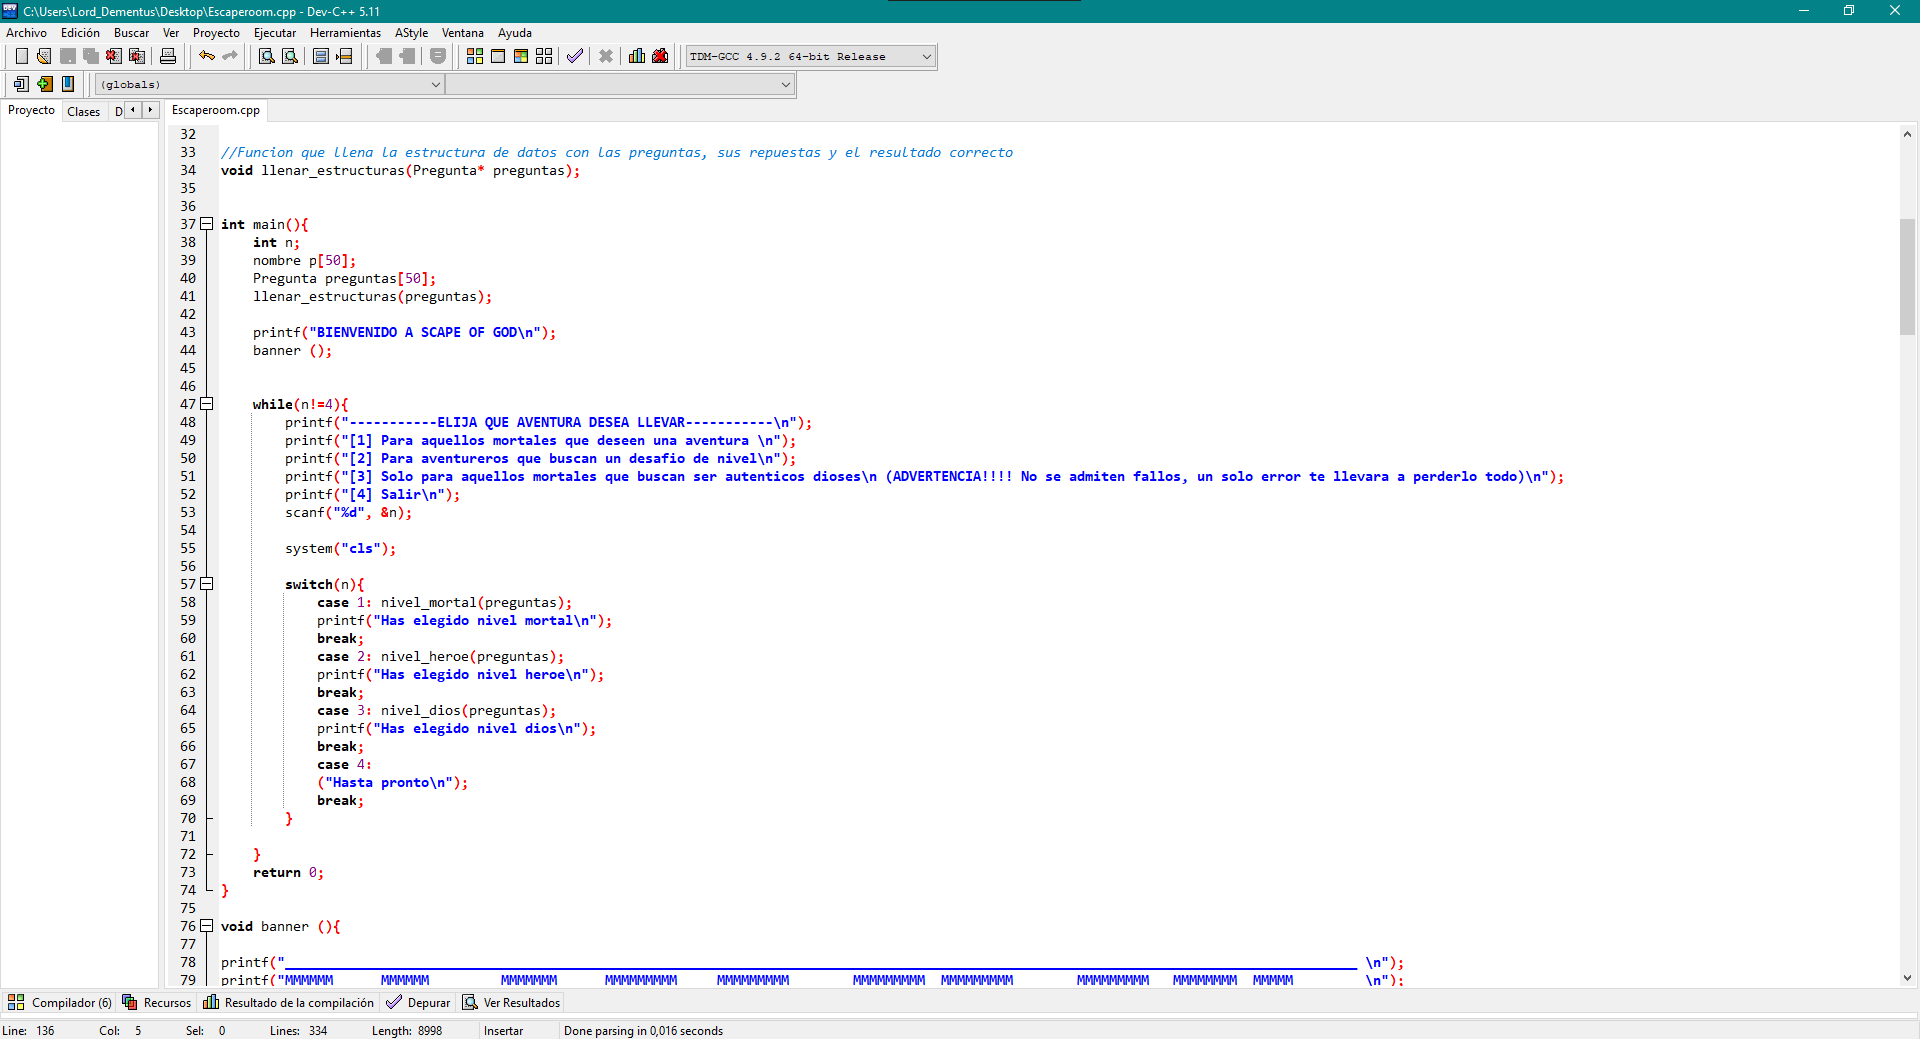 C:\Users\Lord_Dementus\Desktop\Escaperoom.cpp - Dev-C++ 5.11
Archivo Edición Buscar Ver Proyecto Ejecutar Herramientas AStyle Ventana Ayuda
TDM-GCC 4.9.2 64-bit Release
(globals)
Proyecto Clases D Escaperoom.cpp
32
33 //Funcion que llena la estructura de datos con las preguntas, sus repuestas y el resultado correcto
34 void llenar_estructuras(Pregunta* preguntas);
35
36
37 int main(){
38 int n;
39 nombre p[50];
40 Pregunta preguntas[50];
41 llenar_estructuras(preguntas);
42
43 printf("BIENVENIDO A SCAPE OF GOD\n");
44 banner ();
45
46
47 while(n!=4){
48 printf("-----------ELIJA QUE AVENTURA DESEA LLEVAR-----------\n");
49 printf("[1] Para aquellos mortales que deseen una aventura \n");
50 printf("[2] Para aventureros que buscan un desafio de nivel\n");
51 printf("[3] Solo para aquellos mortales que buscan ser autenticos dioses\n (ADVERTENCIA!!!! No se admiten fallos, un solo error te llevara a perderlo todo)\n");
52 printf("[4] Salir\n");
53 scanf("%d", &n);
54
55 system("cls");
56
57 switch(n){
58 case 1: nivel_mortal(preguntas);
59 printf("Has elegido nivel mortal\n");
60 break;
61 case 2: nivel_heroe(preguntas);
62 printf("Has elegido nivel heroe\n");
63 break;
64 case 3: nivel_dios(preguntas);
65 printf("Has elegido nivel dios\n");
66 break;
67 case 4:
68 ("Hasta pronto\n");
69 break;
70 }
71
72 }
73 return 0;
74 }
75
76 void banner (){
77
78 printf("______________________________________________________________________________________________________________________________________ \n");
79 printf("MMMMMM      MMMMMM         MMMMMMM      MMMMMMMMM     MMMMMMMMM        MMMMMMMMM  MMMMMMMMM        MMMMMMMMM   MMMMMMMM  MMMMM         \n");
Compilador (6) Recursos Resultado de la compilación Depurar Ver Resultados
Line: 136 Col: 5 Sel: 0 Lines: 334 Length: 8998 Insertar Done parsing in 0,016 seconds